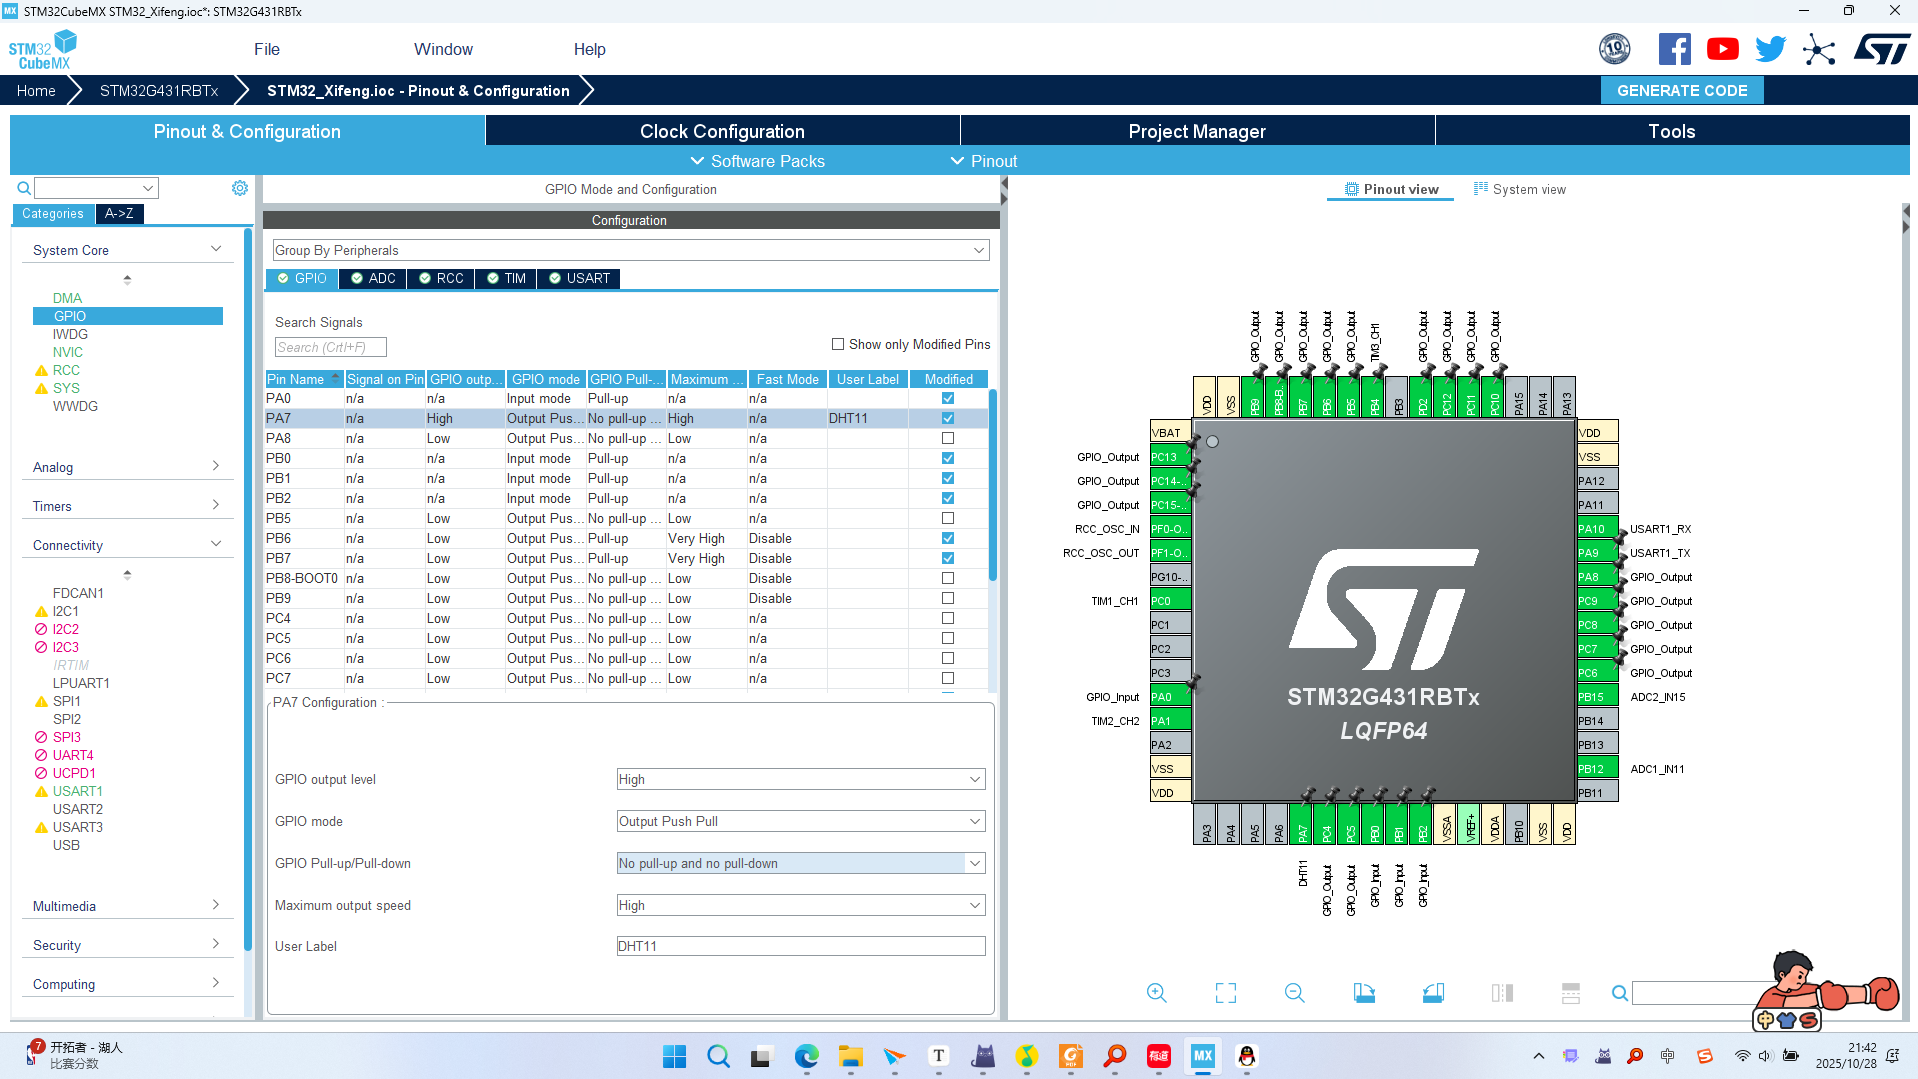 STM32CubeMX STM32_Xifeng.ioc*: STM32G431RBTx
STM32 CubeMX
File
Window
Help
Home
STM32G431RBTx
STM32_Xifeng.ioc - Pinout & Configuration
GENERATE CODE
Pinout & Configuration
Clock Configuration
Project Manager
Tools
Software Packs
Pinout
Categories
A->Z
System Core
DMA
GPIO
IWDG
NVIC
RCC
SYS
WWDG
Analog
Timers
Connectivity
FDCAN1
I2C1
I2C2
I2C3
IRTIM
LPUART1
SPI1
SPI2
SPI3
UART4
UCPD1
USART1
USART2
USART3
USB
Multimedia
Security
Computing
GPIO Mode and Configuration
Configuration
Group By Peripherals
GPIO
ADC
RCC
TIM
USART
Search Signals
Search (CrtI+F)
Show only Modified Pins
Pin Name Signal on Pin GPIO outp... GPIO mode GPIO Pull-... Maximum ... Fast Mode User Label Modified
PA0 n/a n/a Input mode Pull-up n/a n/a
PA7 n/a High Output Pus... No pull-up ... High n/a DHT11
PA8 n/a Low Output Pus... No pull-up ... Low n/a
PB0 n/a n/a Input mode Pull-up n/a n/a
PB1 n/a n/a Input mode Pull-up n/a n/a
PB2 n/a n/a Input mode Pull-up n/a n/a
PB5 n/a Low Output Pus... No pull-up ... Low n/a
PB6 n/a Low Output Pus... Pull-up Very High Disable
PB7 n/a Low Output Pus... Pull-up Very High Disable
PB8-BOOT0 n/a Low Output Pus... No pull-up ... Low Disable
PB9 n/a Low Output Pus... No pull-up ... Low Disable
PC4 n/a Low Output Pus... No pull-up ... Low n/a
PC5 n/a Low Output Pus... No pull-up ... Low n/a
PC6 n/a Low Output Pus... No pull-up ... Low n/a
PC7 n/a Low Output Pus... No pull-up ... Low n/a
PA7 Configuration :
GPIO output level High
GPIO mode Output Push Pull
GPIO Pull-up/Pull-down No pull-up and no pull-down
Maximum output speed High
User Label DHT11
Pinout view
System view
GPIO_Output GPIO_Output GPIO_Output GPIO_Output GPIO_Output TIM3_CH1 GPIO_Output GPIO_Output GPIO_Output GPIO_Output
VDD VSS PB9 PB8-B.. PB7 PB6 PB5 PB4 PB3 PD2 PC12 PC11 PC10 PA15 PA14 PA13
VBAT
GPIO_Output PC13
GPIO_Output PC14-..
GPIO_Output PC15-..
RCC_OSC_IN PF0-O..
RCC_OSC_OUT PF1-O..
PG10-..
TIM1_CH1 PC0
PC1
PC2
PC3
GPIO_Input PA0
TIM2_CH2 PA1
PA2
VSS
VDD
STM32G431RBTx
LQFP64
VDD
VSS
PA12
PA11
PA10 USART1_RX
PA9 USART1_TX
PA8 GPIO_Output
PC9 GPIO_Output
PC8 GPIO_Output
PC7 GPIO_Output
PC6 GPIO_Output
PB15 ADC2_IN15
PB14
PB13
PB12 ADC1_IN11
PB11
PA3 PA4 PA5 PA6 PA7 PC4 PC5 PB0 PB1 PB2 VSSA VREF+ VDDA PB10 VSS VDD
DHT11 GPIO_Output GPIO_Output GPIO_Input GPIO_Input GPIO_Input
中
S
7
开拓者 - 湖人
比赛分数
T
有道
MX
中
21:42
2025/10/28